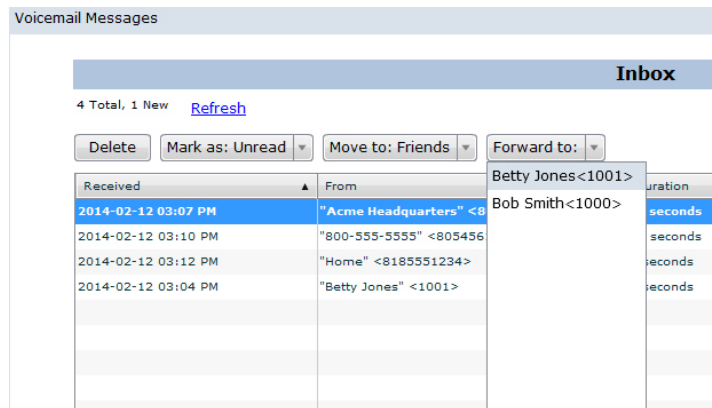 Voicemail Messages
Inbox
4 Total, 1 New Refresh
Delete Mark as: Unread Move to: Friends Forward to:
Betty Jones<1001>
Bob Smith<1000>
Received From uration
2014-02-12 03:07 PM "Acme Headquarters" <8 seconds
2014-02-12 03:10 PM "800-555-5555" <805456 seconds
2014-02-12 03:12 PM "Home" <8185551234> seconds
2014-02-12 03:04 PM "Betty Jones" <1001> seconds